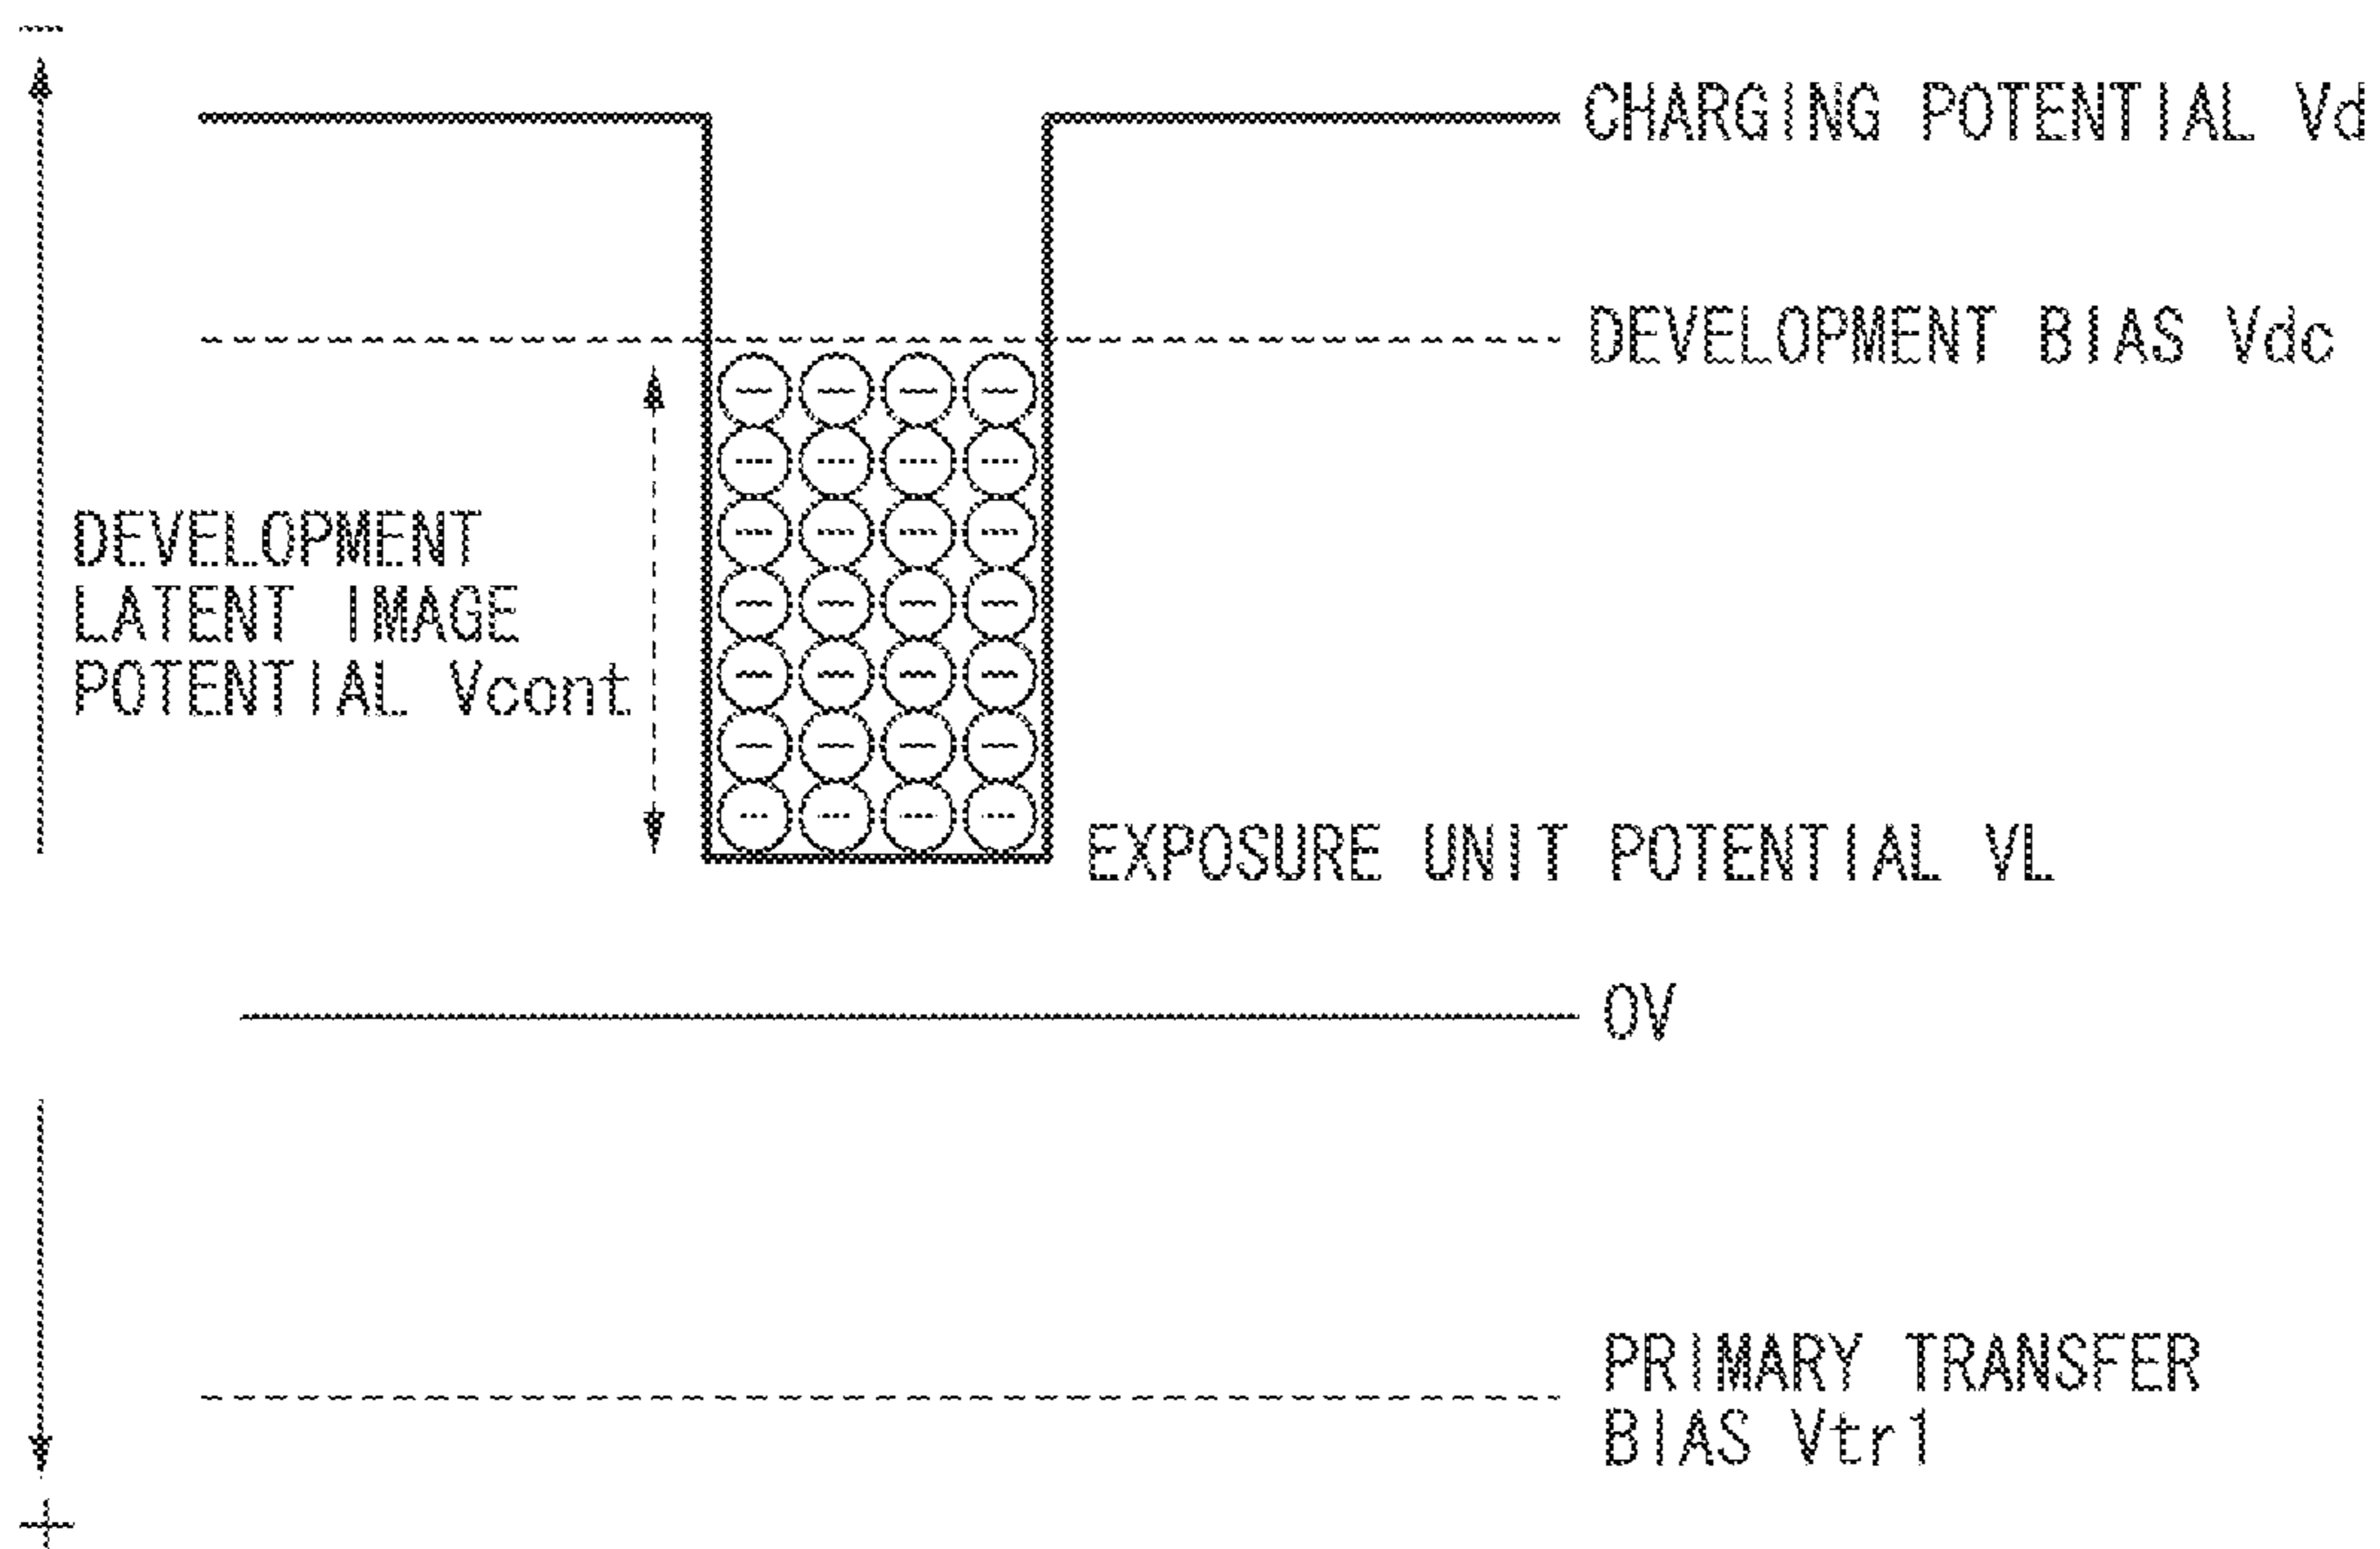 −
CHARGING POTENTIAL Vd
DEVELOPMENT BIAS Vdc
DEVELOPMENT
LATENT IMAGE
POTENTIAL Vcont
EXPOSURE UNIT POTENTIAL VL
0V
PRIMARY TRANSFER
BIAS Vtr1
+